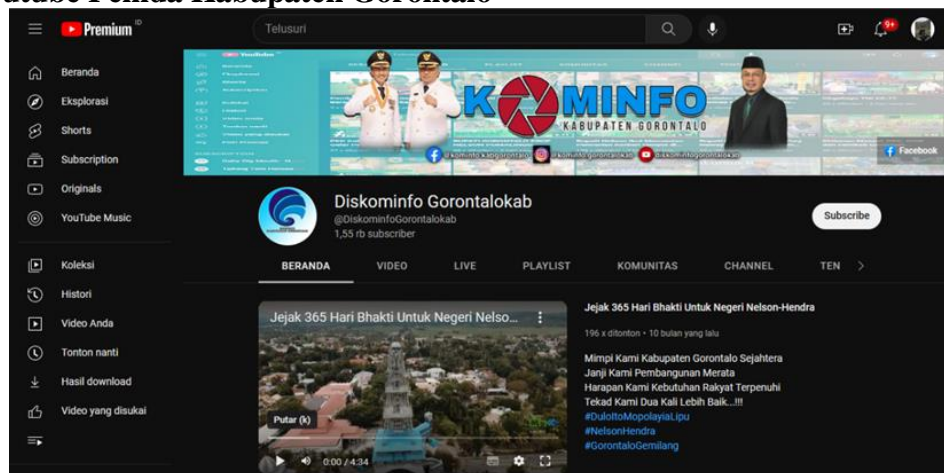 utube Pemda Kabupaten Gorontalo
Premium ID
Telusuri
9+
Beranda
Eksplorasi
Shorts
Subscription
Originals
YouTube Music
Koleksi
Histori
Video Anda
Tonton nanti
Hasil download
Video yang disukai
KOMINFO
KABUPATEN GORONTALO
Facebook
Diskominfo Gorontalokab
@DiskominfoGorontalokab
1,55 rb subscriber
Subscribe
BERANDA VIDEO LIVE PLAYLIST KOMUNITAS CHANNEL TEN
Jejak 365 Hari Bhakti Untuk Negeri Nelso...
Putar (k)
0:00 / 4:34
Jejak 365 Hari Bhakti Untuk Negeri Nelson-Hendra
196 x ditonton • 10 bulan yang lalu
Mimpi Kami Kabupaten Gorontalo Sejahtera
Janji Kami Pembangunan Merata
Harapan Kami Kebutuhan Rakyat Terpenuhi
Tekad Kami Dua Kali Lebih Baik...!!!
#DuloItoMopolayiaLipu
#NelsonHendra
#GorontaloGemilang